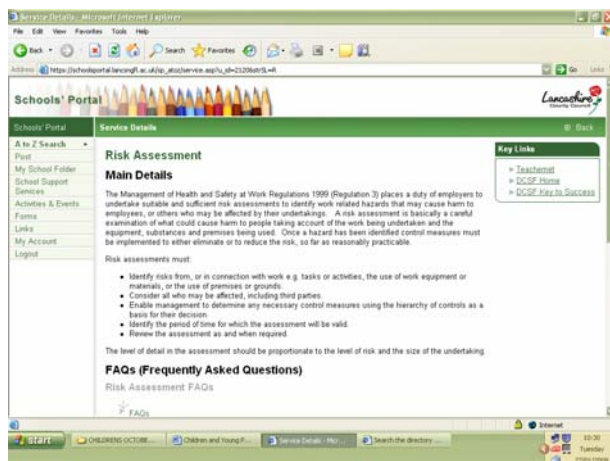 Service Details - Microsoft Internet Explorer
File Edit View Favorites Tools Help
Back Search Favorites
Address
Go Links
Schools' Portal
Lancashire
County Council
Schools' Portal
Service Details
Back
A to Z Search
Post
My School Folder
School Support
Services
Activities & Events
Forms
Links
My Account
Logout
Risk Assessment
Main Details
The Management of Health and Safety at Work Regulations 1999 (Regulation 3) places a duty of employers to
undertake suitable and sufficient risk assessments to identify work related hazards that may cause harm to
employees, or others who may be affected by their undertakings. A risk assessment is basically a careful
examination of what could cause harm to people taking account of the work being undertaken and the
equipment, substances and premises being used. Once a hazard has been identified control measures must
be implemented to either eliminate or to reduce the risk, so far as reasonably practicable.
Risk assessments must:
Identify risks from, or in connection with work e.g. tasks or activities, the use of work equipment or
materials, or the use of premises or grounds.
Consider all who may be affected, including third parties.
Enable management to determine any necessary control measures using the hierarchy of controls as a
basis for their decision.
Identify the period of time for which the assessment will be valid.
Review the assessment as and when required.
The level of detail in the assessment should be proportionate to the level of risk and the size of the undertaking.
FAQs (Frequently Asked Questions)
Risk Assessment FAQs
FAQs
Key Links
Teachernet
DCSF Home
DCSF Key to Success
Internet
start
CHILDRENS OCTOBE...
Children and Young P...
Service Details - Micr...
Search the directory ...
10:30
Tuesday